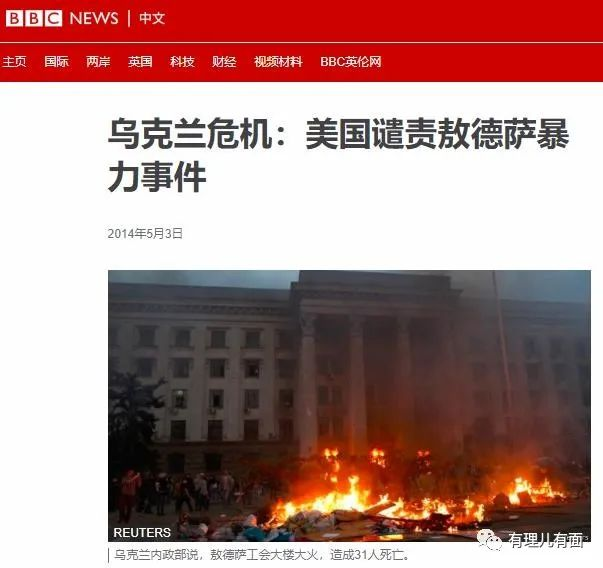 BBC NEWS | 中文
主页 国际 两岸 英国 科技 财经 视频材料 BBC英伦网
乌克兰危机：美国谴责敖德萨暴
力事件
2014年5月3日
REUTERS
有理儿有面
乌克兰内政部说，敖德萨工会大楼大火，造成31人死亡。